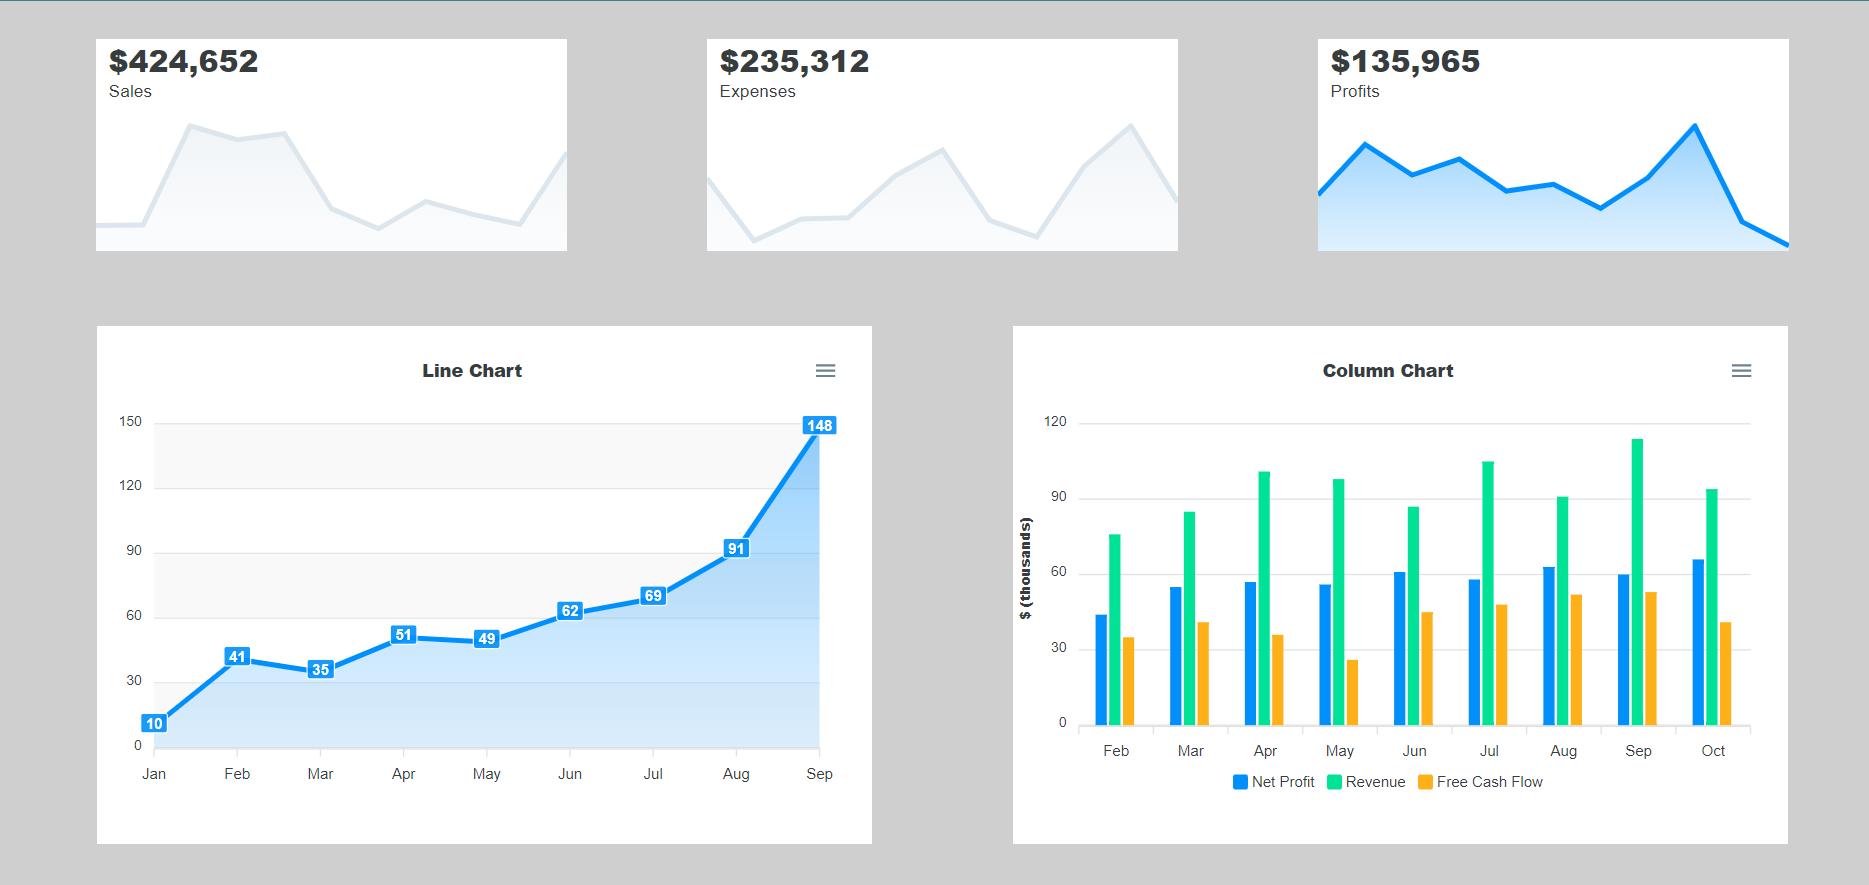 $424,652
Sales
$235,312
Expenses
$135,965
Profits
Line Chart
150
120
90
60
30
0
10
41
35
51
49
62
69
91
148
Jan Feb Mar Apr May Jun Jul Aug Sep
Column Chart
$ (thousands)
120
90
60
30
0
Feb Mar Apr May Jun Jul Aug Sep Oct
Net Profit Revenue Free Cash Flow